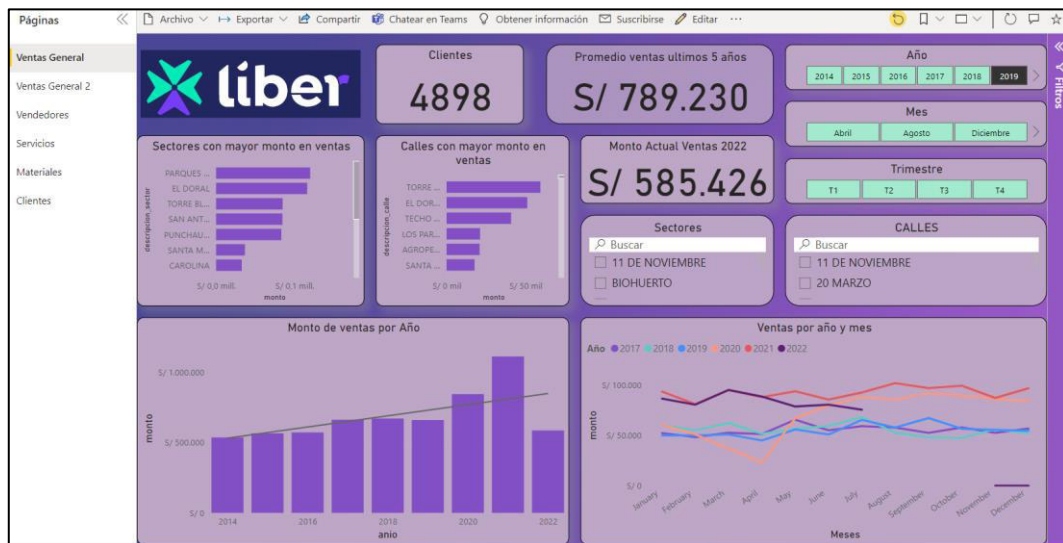 Páginas
Archivo
Exportar
Compartir
Chatear en Teams
Obtener información
Suscribirse
Editar
Ventas General
Ventas General 2
Vendedores
Servicios
Materiales
Clientes
líber
Clientes
4898
Promedio ventas ultimos 5 años
S/ 789.230
Año
2014 2015 2016 2017 2018 2019
Mes
Abril Agosto Diciembre
Trimestre
T1 T2 T3 T4
Filtros
Sectores con mayor monto en ventas
descripcion_sector
PARQUES ...
EL DORAL
TORRE BL...
SAN ANT...
PUNCHAU...
SANTA M...
CAROLINA
S/ 0,0 mill. S/ 0,1 mill.
monto
Calles con mayor monto en
ventas
descripcion_calle
TORRE ...
EL DOR...
TECHO ...
LOS PAR...
AGROPE...
SANTA ...
S/ 0 mil S/ 50 mil
monto
Monto Actual Ventas 2022
S/ 585.426
Sectores
Buscar
11 DE NOVIEMBRE
BIOHUERTO
CALLES
Buscar
11 DE NOVIEMBRE
20 MARZO
Monto de ventas por Año
monto
S/ 1.000.000
S/ 500.000
S/ 0
2014 2016 2018 2020 2022
anio
Ventas por año y mes
Año 2017 2018 2019 2020 2021 2022
monto
S/ 100.000
S/ 50.000
S/ 0
January February March April May June July August September October November December
Meses